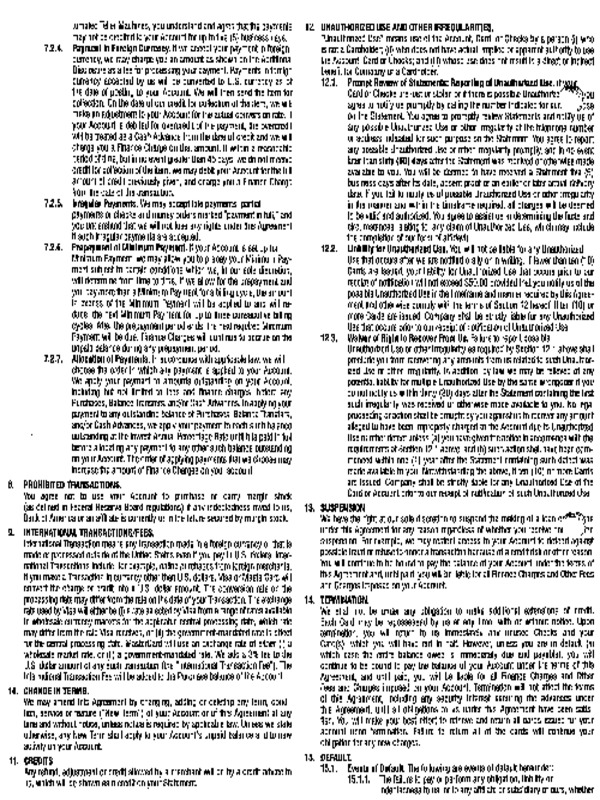 umated Teller Machines, you understand and agree that the payments
may not be credited to your Account for up to five (5) business days.
7.2.4. Payment in Foreign Currency. If we accept your payment in foreign
currency, we may charge you an amount as shown on the Additional
Disclosure as a fee for processing your payment. Payments in foreign
currency accepted by us will be converted to U.S. currency as of
the date of posting, to your Account. We will then send the item for
collection. On the date of our credit for collection of the item, we will
make an adjustment to your Account for the actual conversion rate. If
your Account is debited for overcredit of the payment, the overcredit
will be treated as a Cash Advance from the date of credit and we will
charge you a Finance Charge on that amount. If within a reasonable
period of time, but in no event greater than 45 days, we do not receive
credit for collection of the item, we may debit your Account for the full
amount of credit previously given, and charge you a Finance Charge
from the date of the transaction.
7.2.5. Irregular Payments. We may accept late payments, partial
payments or checks and money orders marked "payment in full," and
you understand that we will not lose any rights under this Agreement
if such irregular payments are accepted.
7.2.6. Prepayment of Minimum Payment. If your Account is set up for
Minimum Payment, we may allow you to prepay your Minimum Pay-
ment subject to certain conditions which we, in our sole discretion,
will determine from time to time. If we allow for the prepayment and
you pay more than a Minimum Payment for a billing cycle, the amount
in excess of the Minimum Payment will be applied to and will re-
duce the next Minimum Payment for up to three consecutive billing
cycles. After the prepayment period ends, the next required Minimum
Payment will be due. Finance Charges will continue to accrue on the
unpaid balance during any prepayment period.
7.2.7. Allocation of Payments. In accordance with applicable law, we will
choose the order in which any payment is applied to your Account.
We apply your payment to amounts outstanding on your Account,
including but not limited to fees and finance charges, before any
Purchases, Balance Transfers, and/or Cash Advances. In applying your
payment to any outstanding balance of Purchases, Balance Transfers,
and/or Cash Advances, we apply your payment to each such balance
outstanding at the lowest Annual Percentage Rate until it is paid in full
before allocating any payment to any other such balance outstanding
on your Account. The order of applying payments that we choose may
increase the amount of Finance Charges on your account.
8. PROHIBITED TRANSACTIONS.
You agree not to use your Account to purchase or carry margin stock
(as defined in Federal Reserve Board regulations) if any indebtedness owed to us,
Bank of America or an affiliate is currently or in the future secured by margin stock.
9. INTERNATIONAL TRANSACTIONS/FEES.
International Transaction means any transaction made in a foreign currency or that is
made or processed outside of the United States even if you pay in U.S. dollars. Inter-
national Transactions include, for example, online purchases from foreign merchants.
If you make a Transaction in currency other than U.S. dollars, Visa or MasterCard will
convert the charge or credit into a U.S. dollar amount. The conversion rate on the
processing date may differ from the rate on the date of your Transaction. The exchange
rate used by Visa will either be (i) a rate selected by Visa from a range of rates available
in wholesale currency markets for the applicable central processing date, which rate
may differ from the rate Visa receives, or (ii) the government-mandated rate in effect
for the central processing date. MasterCard will use an exchange rate of either (i) a
wholesale market rate, or (ii) a government-mandated rate. We add a 3% fee to the
U.S. dollar amount of any such transaction (the "International Transaction Fee"). The
International Transaction Fee will be added to the Purchase balance of the Account.
10. CHANGE IN TERMS.
We may amend this Agreement by changing, adding or deleting any term, condi-
tion, service or feature ("New Term") of your Account or of this Agreement at any
time and without notice, unless notice is required by applicable law. Unless we state
otherwise, any New Term shall apply to your Account's unpaid balance and to new
activity on your Account.
11. CREDITS
Any refund, adjustment or credit allowed by a merchant will be by a credit advice to
us, which will be shown as a credit on your Statement.
12. UNAUTHORIZED USE AND OTHER IRREGULARITIES.
"Unauthorized Use" means use of the Account, Card, or Checks by a person (i) who
is not a Cardholder; (ii) who does not have actual, implied or apparent authority to use
the Account, Card or Checks; and (iii) whose use does not result in a direct or indirect
benefit for Company or a Cardholder.
12.1. Prompt Review of Statements; Reporting of Unauthorized Use. If your
Card or Checks are lost or stolen or if there is possible Unauthorized you
agree to notify us promptly by calling the number indicated for our
on the Statement. You agree to promptly review Statements and notify us of
any possible Unauthorized Use or other irregularity at the telephone number
or address indicated for such purpose on the Statement. You agree to report
any possible Unauthorized Use or other irregularity promptly, and in no event
later than sixty (60) days after the Statement was received or otherwise made
available to you. You will be deemed to have received a Statement five (5)
business days after its date, absent proof of an earlier or later actual delivery
date. If you fail to notify us of possible Unauthorized Use or other irregularity
in the manner and within the timeframe required, all charges will be deemed
to be valid and authorized. You agree to assist us in determining the facts and
circumstances relating to any claim of Unauthorized Use, which may include
the completion of our form of affidavit.
12.2. Liability for Unauthorized Use. You will not be liable for any Unauthorized
Use that occurs after we are notified orally or in writing. If fewer than ten (10)
Cards are issued, your liability for Unauthorized Use that occurs prior to our
receipt of notification will not exceed $50.00 provided that you notify us of the
possible Unauthorized Use in the timeframe and manner required by this Agree-
ment and otherwise comply with the terms of Section 12 hereof. If ten (10) or
more Cards are issued, Company shall be strictly liable for any Unauthorized
Use that occurs prior to our receipt of notification of such Unauthorized Use.
12.3. Waiver of Right to Recover From Us. Failure to report possible
Unauthorized Use or other irregularity as required by Section 12.1 above shall
preclude you from recovering any amounts from us related to such Unauthor-
ized Use or other irregularity. In addition, by law we may be relieved of any
potential liability for multiple Unauthorized Use by the same wrongdoer if you
do not notify us within thirty (30) days after the Statement containing the first
such irregularity was received or otherwise made available to you. No legal
proceeding or action shall be brought by you against us to recover any amount
alleged to have been improperly charged to the Account due to Unauthorized
Use or other defect unless (a) you have given the notice in accordance with the
requirements of Section 12.1 above and (b) such action shall have been com-
menced within one (1) year after the Statement containing such defect was
made available to you. Notwithstanding the above, if ten (10) or more Cards
are issued, Company shall be strictly liable for any Unauthorized Use of the
Card or Account prior to our receipt of notification of such Unauthorized Use.
13. SUSPENSION
We have the right at our sole discretion to suspend the making of a loan or
under this Agreement for any reason regardless of whether you receive
suspension. For example, we may restrict access to your Account to defend against
possible fraud or refuse to honor a transaction because of a credit risk or other reason.
You will continue to be bound to pay the balance of your Account under the terms of
this Agreement and, until paid, you will be liable for all Finance Charges and Other Fees
and Charges imposed on your Account.
14. TERMINATION.
We shall not be under any obligation to make additional extensions of credit.
Each Card may be repossessed by us at any time, with or without notice. Upon
termination, you will return to us immediately any unused Checks and your
Card(s), which you will have cut in half. However, unless you are in default (in
which case the entire balance owed is immediately due and payable), you will
continue to be bound to pay the balance of your Account under the terms of this
Agreement, and until paid, you will be liable for all Finance Charges and Other
Fees and Charges imposed on your Account. Termination will not affect the terms
of this Agreement, including any security interest securing the advances under
this Agreement, until all obligations to us under this Agreement have been satis-
fied. You will make your best effort to retrieve and return all cards issued for your
account upon termination. Failure to return all of the cards will continue your
obligation for any new charges.
15. DEFAULT.
15.1. Events of Default. The following are events of default hereunder:
15.1.1. The failure to pay or perform any obligation, liability or
indebtedness to us, or to any affiliate or subsidiary of ours, whether